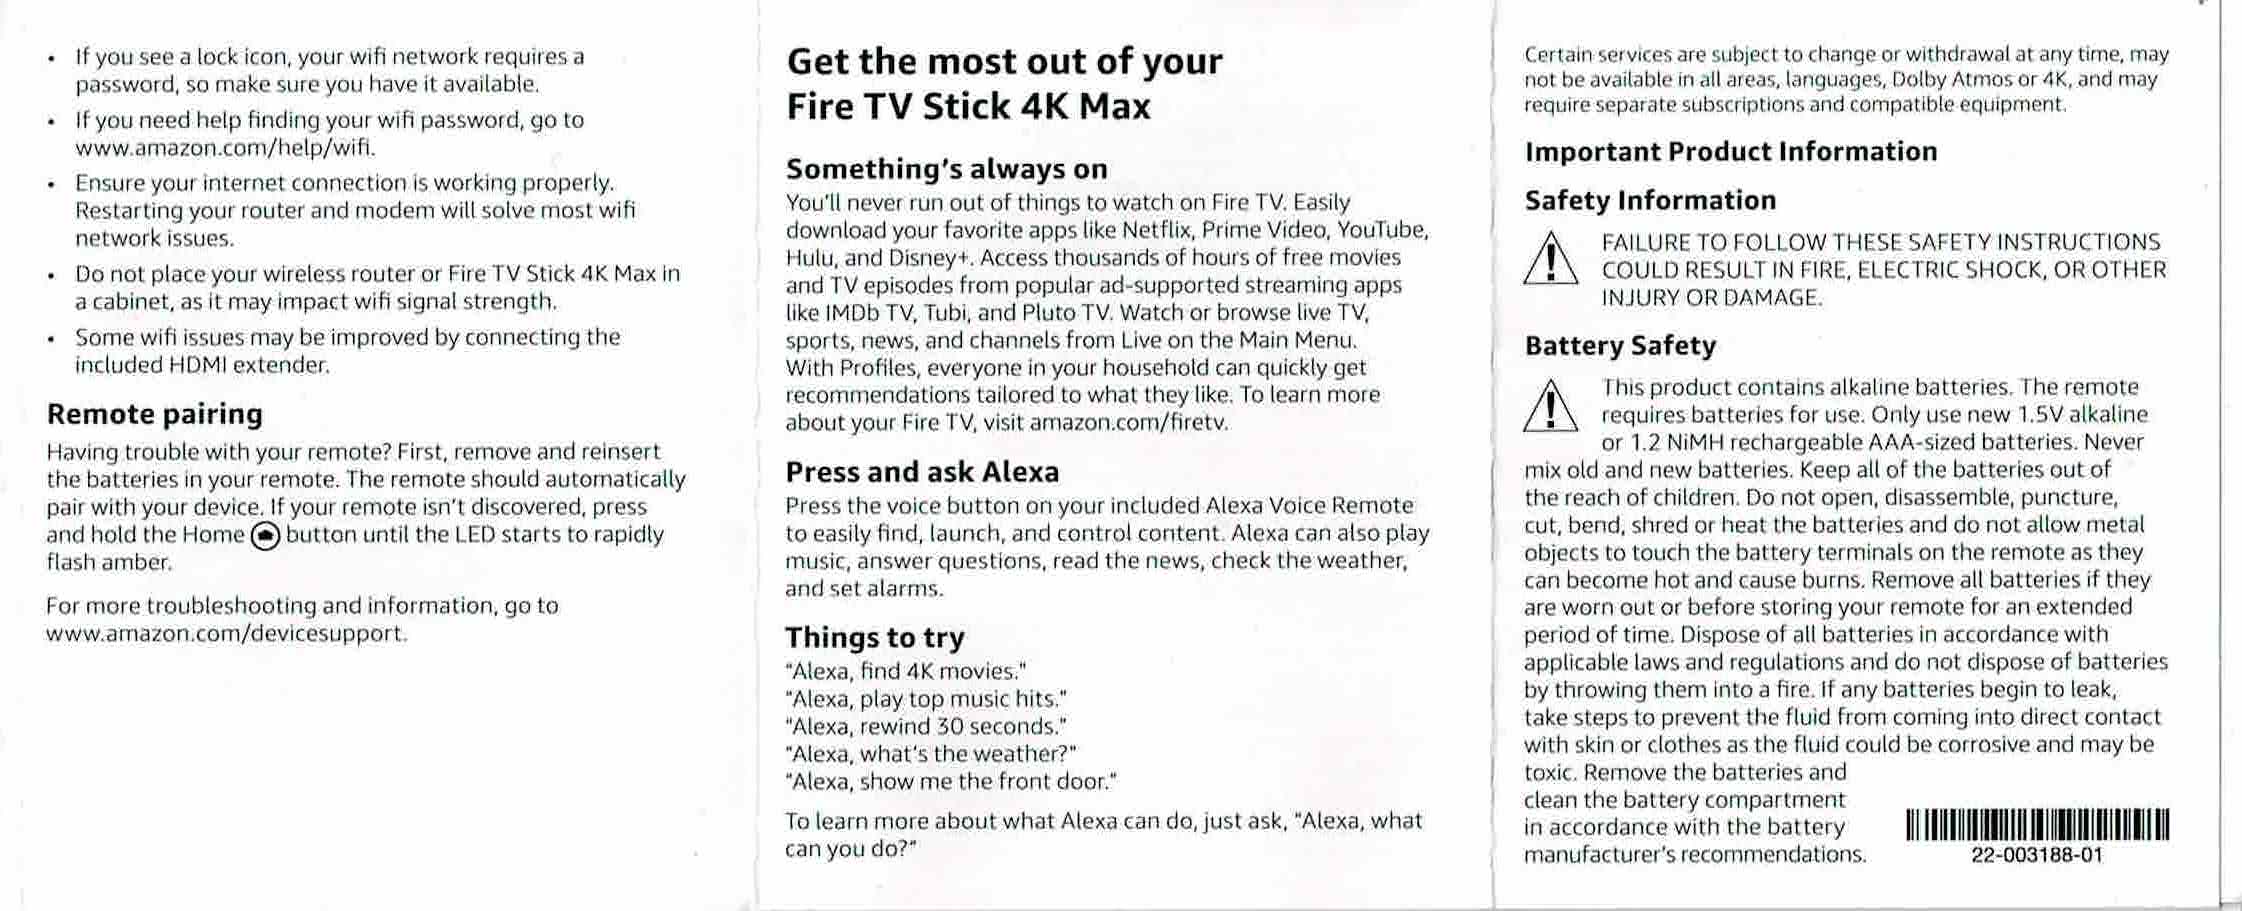 • If you see a lock icon, your wifi network requires a
password, so make sure you have it available.
• If you need help finding your wifi password, go to
www.amazon.com/help/wifi.
• Ensure your internet connection is working properly.
Restarting your router and modem will solve most wifi
network issues.
• Do not place your wireless router or Fire TV Stick 4K Max in
a cabinet, as it may impact wifi signal strength.
• Some wifi issues may be improved by connecting the
included HDMI extender.
Remote pairing
Having trouble with your remote? First, remove and reinsert
the batteries in your remote. The remote should automatically
pair with your device. If your remote isn't discovered, press
and hold the Home button until the LED starts to rapidly
flash amber.
For more troubleshooting and information, go to
www.amazon.com/devicesupport.
Get the most out of your
Fire TV Stick 4K Max
Something's always on
You'll never run out of things to watch on Fire TV. Easily
download your favorite apps like Netflix, Prime Video, YouTube,
Hulu, and Disney+. Access thousands of hours of free movies
and TV episodes from popular ad-supported streaming apps
like IMDb TV, Tubi, and Pluto TV. Watch or browse live TV,
sports, news, and channels from Live on the Main Menu.
With Profiles, everyone in your household can quickly get
recommendations tailored to what they like. To learn more
about your Fire TV, visit amazon.com/firetv.
Press and ask Alexa
Press the voice button on your included Alexa Voice Remote
to easily find, launch, and control content. Alexa can also play
music, answer questions, read the news, check the weather,
and set alarms.
Things to try
"Alexa, find 4K movies."
"Alexa, play top music hits."
"Alexa, rewind 30 seconds."
"Alexa, what's the weather?"
"Alexa, show me the front door."
To learn more about what Alexa can do, just ask, "Alexa, what
can you do?"
Certain services are subject to change or withdrawal at any time, may
not be available in all areas, languages, Dolby Atmos or 4K, and may
require separate subscriptions and compatible equipment.
Important Product Information
Safety Information
FAILURE TO FOLLOW THESE SAFETY INSTRUCTIONS
COULD RESULT IN FIRE, ELECTRIC SHOCK, OR OTHER
INJURY OR DAMAGE.
Battery Safety
This product contains alkaline batteries. The remote
requires batteries for use. Only use new 1.5V alkaline
or 1.2 NiMH rechargeable AAA-sized batteries. Never
mix old and new batteries. Keep all of the batteries out of
the reach of children. Do not open, disassemble, puncture,
cut, bend, shred or heat the batteries and do not allow metal
objects to touch the battery terminals on the remote as they
can become hot and cause burns. Remove all batteries if they
are worn out or before storing your remote for an extended
period of time. Dispose of all batteries in accordance with
applicable laws and regulations and do not dispose of batteries
by throwing them into a fire. If any batteries begin to leak,
take steps to prevent the fluid from coming into direct contact
with skin or clothes as the fluid could be corrosive and may be
toxic. Remove the batteries and
clean the battery compartment
in accordance with the battery
manufacturer's recommendations.
22-003188-01